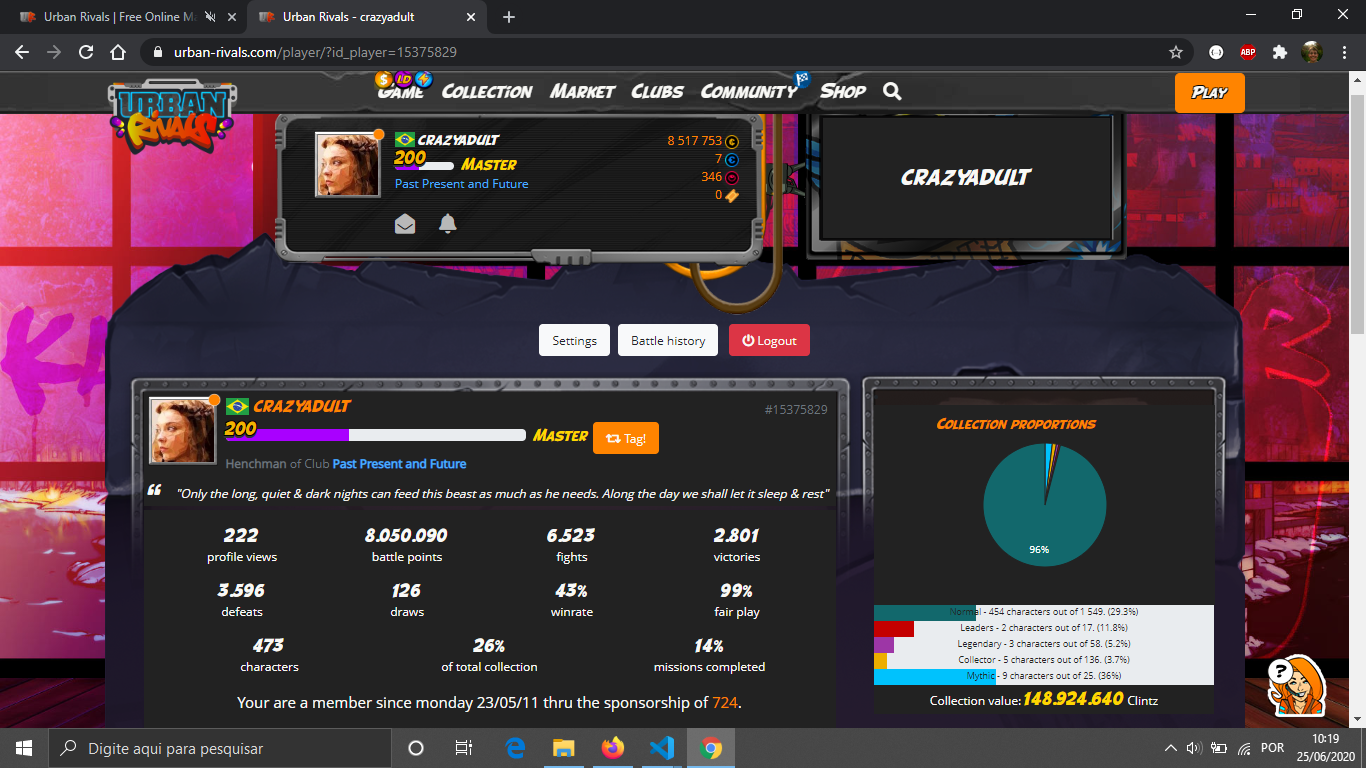 Urban Rivals | Free Online M
Urban Rivals - crazyadult
urban-rivals.com/player/?id_player=15375829
ABP
URBAN RIVALS
GAME
COLLECTION
MARKET
CLUBS
COMMUNITY
SHOP
PLAY
CRAZYADULT
200 MASTER
Past Present and Future
8 517 753
7
346
0
CRAZYADULT
Settings
Battle history
Logout
CRAZYADULT
#15375829
200
MASTER
Tag!
Henchman of Club Past Present and Future
"Only the long, quiet & dark nights can feed this beast as much as he needs. Along the day we shall let it sleep & rest"
222 8.050.090 6.523 2.801
profile views battle points fights victories
3.596 126 43% 99%
defeats draws winrate fair play
473 26% 14%
characters of total collection missions completed
Your are a member since monday 23/05/11 thru the sponsorship of 724.
COLLECTION PROPORTIONS
96%
Normal - 454 characters out of 1 549. (29.3%)
Leaders - 2 characters out of 17. (11.8%)
Legendary - 3 characters out of 58. (5.2%)
Collector - 5 characters out of 136. (3.7%)
Mythic - 9 characters out of 25. (36%)
Collection value: 148.924.640 Clintz
?
Digite aqui para pesquisar
POR
10:19
25/06/2020